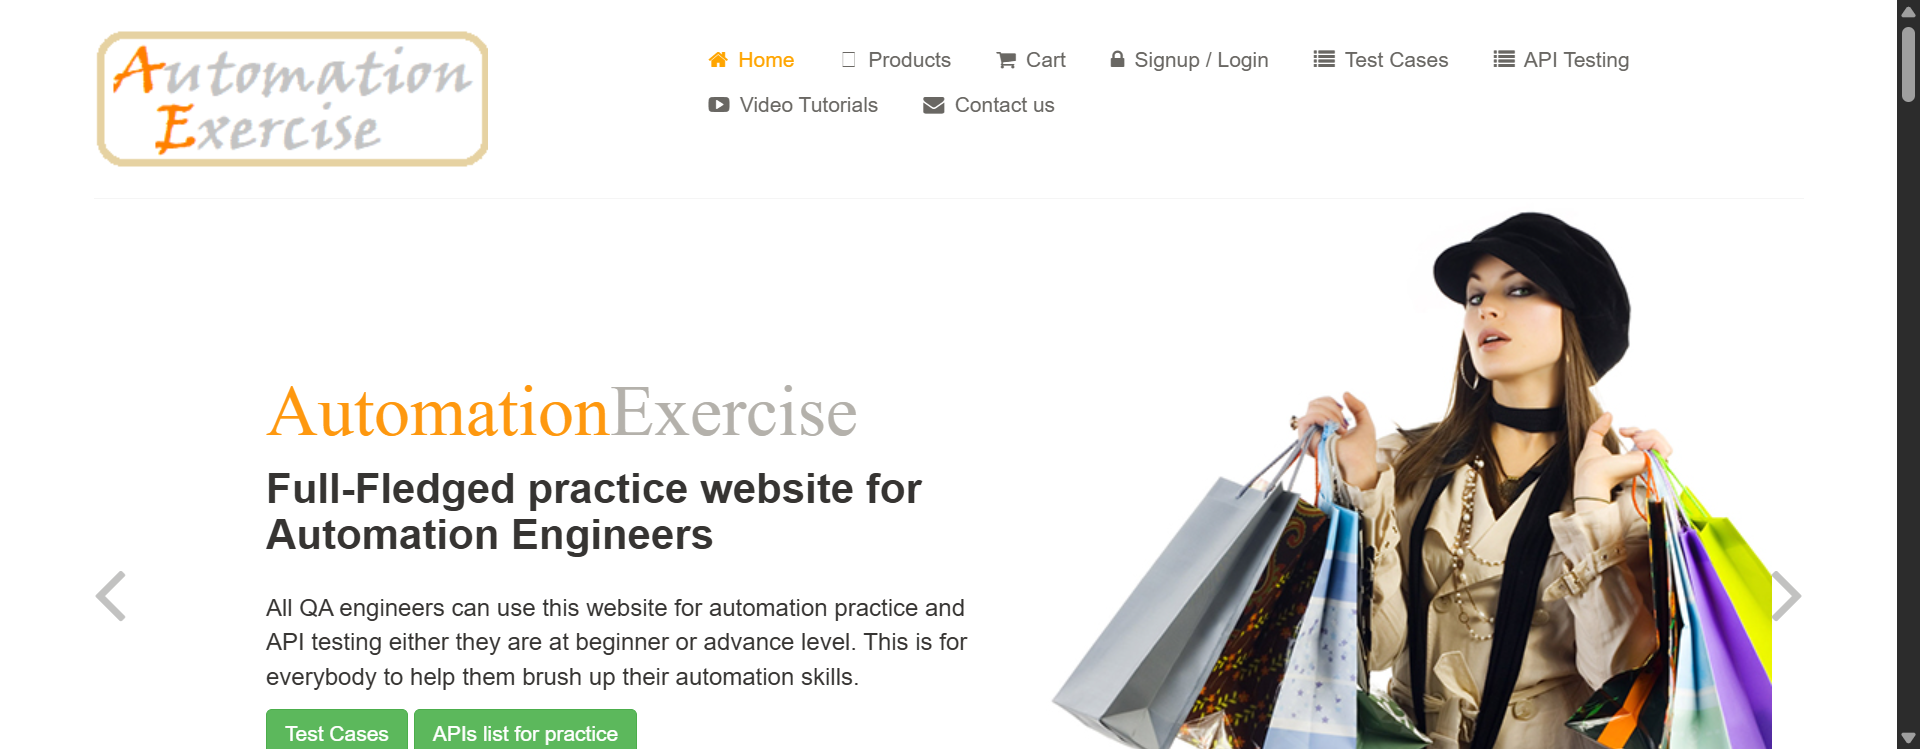 Automation
Exercise
Home Products Cart Signup / Login Test Cases API Testing
Video Tutorials Contact us
AutomationExercise
Full-Fledged practice website for
Automation Engineers
All QA engineers can use this website for automation practice and
API testing either they are at beginner or advance level. This is for
everybody to help them brush up their automation skills.
Test Cases APIs list for practice